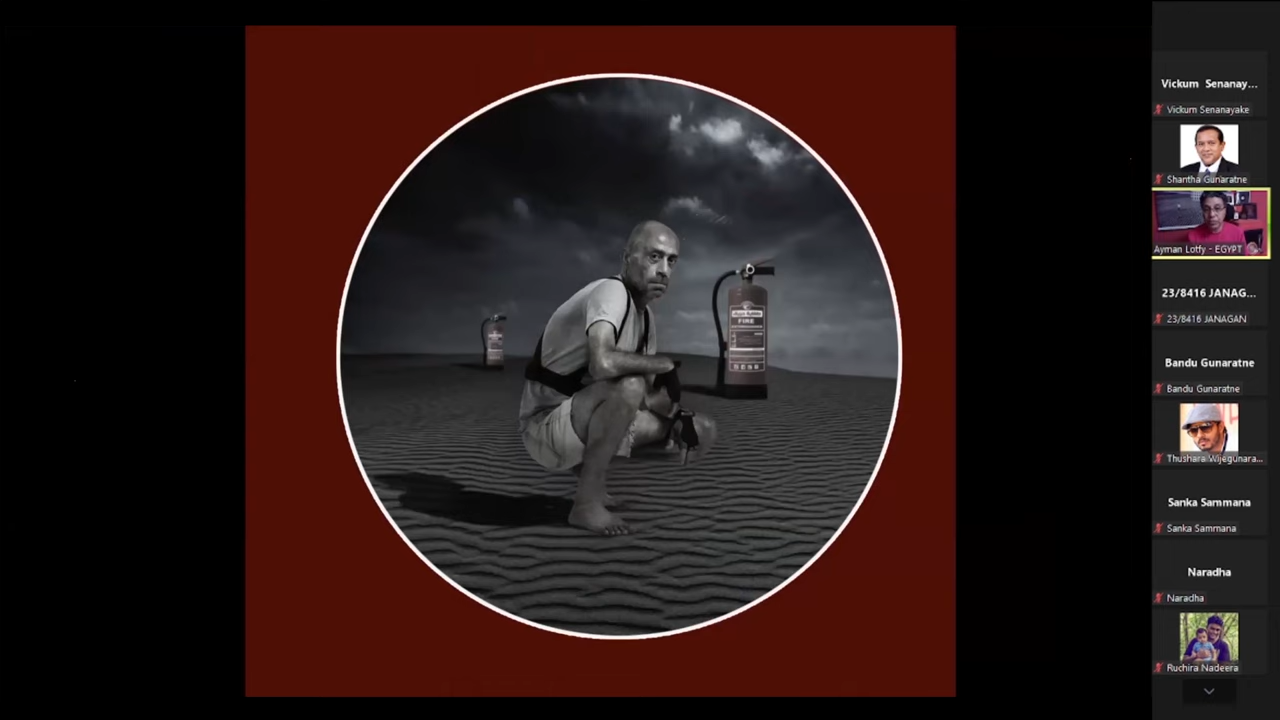 FIRE
Vickum Senanay...
Vickum Senanayake
Shantha Gunaratne
Ayman Lotfy - EGYPT
23/8416 JANAG...
23/8416 JANAGAN
Bandu Gunaratne
Bandu Gunaratne
Thushara Wijegunara...
Sanka Sammana
Sanka Sammana
Naradha
Naradha
Ruchira Nadeera